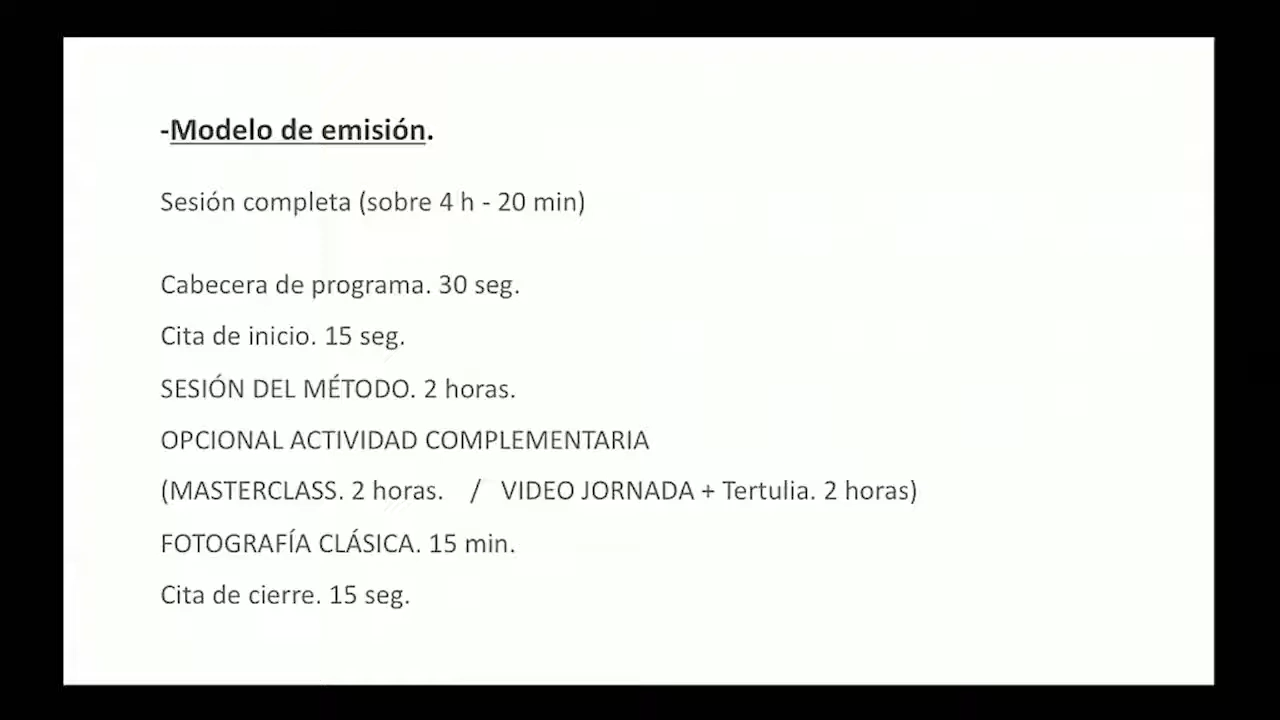 -Modelo de emisión.
Sesión completa (sobre 4 h - 20 min)
Cabecera de programa. 30 seg.
Cita de inicio. 15 seg.
SESIÓN DEL MÉTODO. 2 horas.
OPCIONAL ACTIVIDAD COMPLEMENTARIA
(MASTERCLASS. 2 horas. / VIDEO JORNADA + Tertulia. 2 horas)
FOTOGRAFÍA CLÁSICA. 15 min.
Cita de cierre. 15 seg.